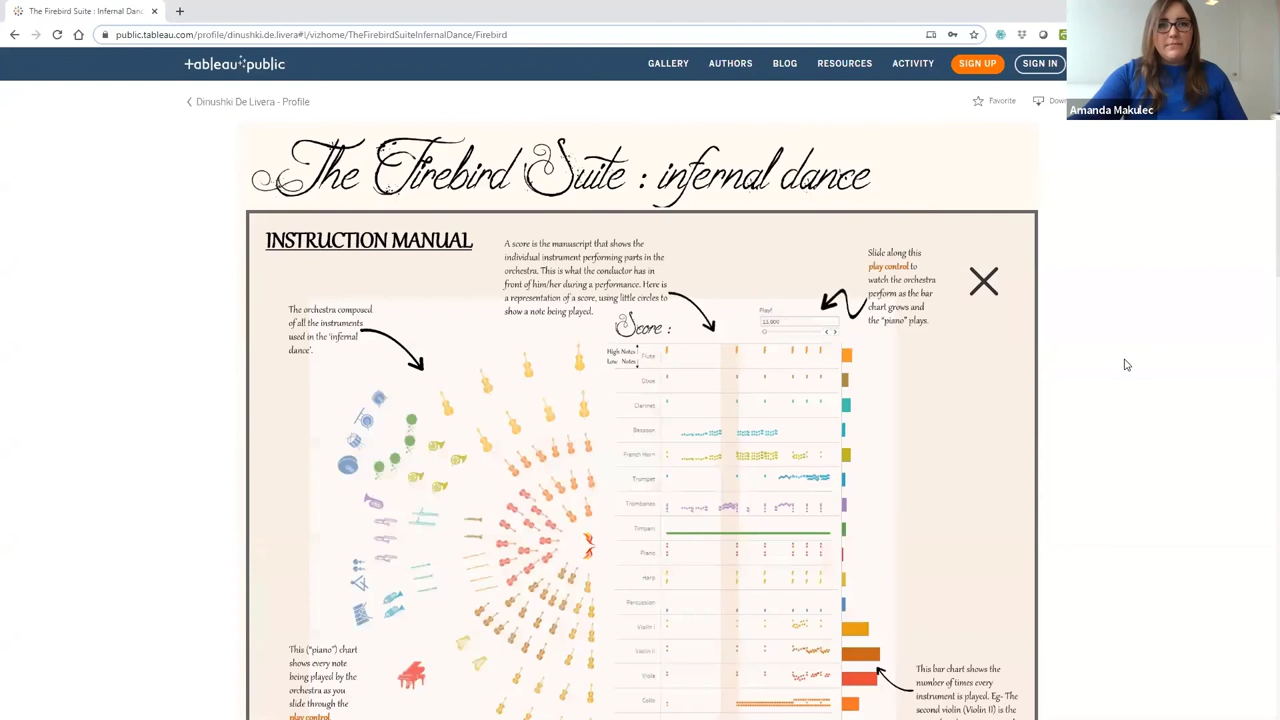 The Firebird Suite : Infernal Danc
public.tableau.com/profile/dinushki.de.livera#!/vizhome/TheFirebirdSuiteInfernalDance/Firebird
Amanda Makulec
+ableau public
GALLERY
AUTHORS
BLOG
RESOURCES
ACTIVITY
SIGN UP
SIGN IN
Dinushki De Livera - Profile
Favorite
The Firebird Suite : infernal dance
INSTRUCTION MANUAL
The orchestra composed
of all the instruments
used in the 'infernal
dance'.
A score is the manuscript that shows the
individual instrument performing parts in the
orchestra. This is what the conductor has in
front of him/her during a performance. Here is
a representation of a score, using little circles to
show a note being played.
Slide along this
play control to
watch the orchestra
perform as the bar
chart grows and
the "piano" plays.
Play!
13,000
Score :
High Notes
Low Notes
Flute
Oboe
Clarinet
Bassoon
French Horn
Trumpet
Trombones
Timpani
Piano
Harp
Percussion
Violin I
Violin II
Viola
Cello
This ("piano") chart
shows every note
being played by the
orchestra as you
slide through the
play control.
This bar chart shows the
number of times every
instrument is played. Eg- The
second violin (Violin II) is the